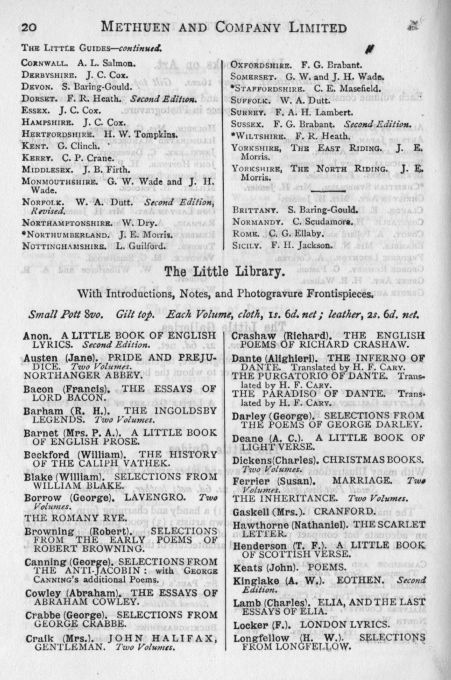 20 METHUEN AND COMPANY LIMITED
THE LITTLE GUIDES—continued.
CORNWALL. A. L. Salmon.
DERBYSHIRE. J. C. Cox.
DEVON. S. Baring-Gould.
DORSET. F. R. Heath. Second Edition.
ESSEX. J. C. Cox.
HAMPSHIRE. J. C. Cox.
HERTFORDSHIRE. H. W. Tompkins.
KENT. G. Clinch.
KERRY. C. P. Crane.
MIDDLESEX. J. B. Firth.
MONMOUTHSHIRE. G. W. Wade and J. H.
Wade.
NORFOLK. W. A. Dutt. Second Edition,
Revised.
NORTHAMPTONSHIRE. W. Dry.
*NORTHUMBERLAND. J. E. Morris.
NOTTINGHAMSHIRE. L. Guilford.
OXFORDSHIRE. F. G. Brabant.
SOMERSET. G. W. and J. H. Wade.
*STAFFORDSHIRE. C. E. Masefield.
SUFFOLK. W. A. Dutt.
SURREY. F. A. H. Lambert.
SUSSEX. F. G. Brabant. Second Edition.
*WILTSHIRE. F. R. Heath.
YORKSHIRE, THE EAST RIDING. J. E.
Morris.
YORKSHIRE, THE NORTH RIDING. J. E.
Morris.
BRITTANY. S. Baring-Gould.
NORMANDY. C. Scudamore.
ROME. C. G. Ellaby.
SICILY. F. H. Jackson.
The Little Library.
With Introductions, Notes, and Photogravure Frontispieces.
Small Pott 8vo. Gilt top. Each Volume, cloth, 1s. 6d. net; leather, 2s. 6d. net.
Anon. A LITTLE BOOK OF ENGLISH
LYRICS. Second Edition.
Austen (Jane). PRIDE AND PREJU-
DICE. Two Volumes.
NORTHANGER ABBEY.
Bacon (Francis). THE ESSAYS OF
LORD BACON.
Barham (R. H.). THE INGOLDSBY
LEGENDS. Two Volumes.
Barnet (Mrs. P. A.). A LITTLE BOOK
OF ENGLISH PROSE.
Beckford (William). THE HISTORY
OF THE CALIPH VATHEK.
Blake (William). SELECTIONS FROM
WILLIAM BLAKE.
Borrow (George). LAVENGRO. Two
Volumes.
THE ROMANY RYE.
Browning (Robert). SELECTIONS
FROM THE EARLY POEMS OF
ROBERT BROWNING.
Canning (George). SELECTIONS FROM
THE ANTI-JACOBIN: with GEORGE
CANNING'S additional Poems.
Cowley (Abraham). THE ESSAYS OF
ABRAHAM COWLEY.
Crabbe (George). SELECTIONS FROM
GEORGE CRABBE.
Craik (Mrs.). JOHN HALIFAX,
GENTLEMAN. Two Volumes.
Crashaw (Richard). THE ENGLISH
POEMS OF RICHARD CRASHAW.
Dante (Alighieri). THE INFERNO OF
DANTE. Translated by H. F. CARY.
THE PURGATORIO OF DANTE. Trans-
lated by H. F. CARY.
THE PARADISO OF DANTE. Trans-
lated by H. F. CARY.
Darley (George). SELECTIONS FROM
THE POEMS OF GEORGE DARLEY.
Deane (A. C.). A LITTLE BOOK OF
LIGHT VERSE.
Dickens (Charles). CHRISTMAS BOOKS.
Two Volumes.
Ferrier (Susan). MARRIAGE. Two
Volumes.
THE INHERITANCE. Two Volumes.
Gaskell (Mrs.). CRANFORD.
Hawthorne (Nathaniel). THE SCARLET
LETTER.
Henderson (T. F.). A LITTLE BOOK
OF SCOTTISH VERSE.
Keats (John). POEMS.
Kinglake (A. W.). EOTHEN. Second
Edition.
Lamb (Charles). ELIA, AND THE LAST
ESSAYS OF ELIA.
Locker (F.). LONDON LYRICS.
Longfellow (H. W.). SELECTIONS
FROM LONGFELLOW.